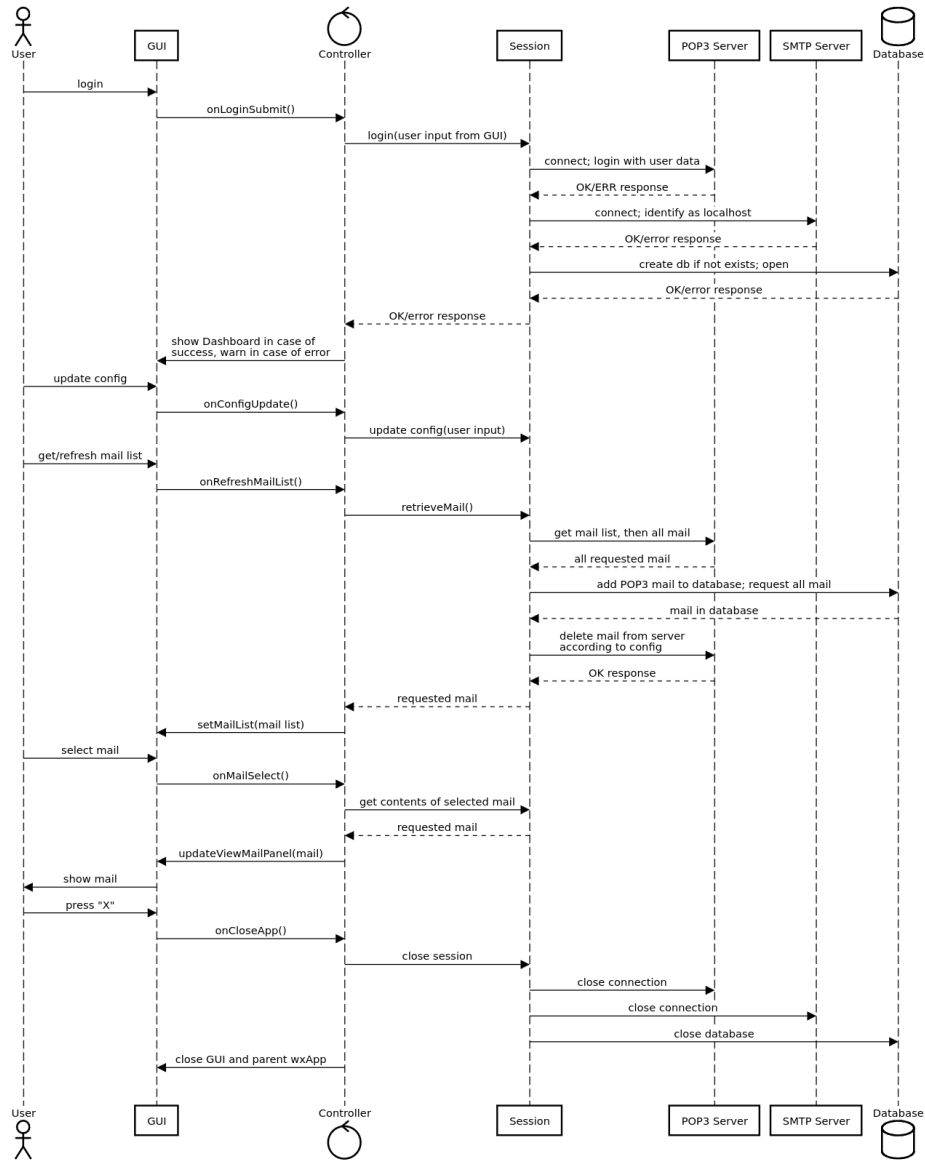 User
GUI
Controller
Session
POP3 Server
SMTP Server
Database
login
onLoginSubmit()
login(user input from GUI)
connect; login with user data
OK/ERR response
connect; identify as localhost
OK/error response
create db if not exists; open
OK/error response
OK/error response
show Dashboard in case of
success, warn in case of error
update config
onConfigUpdate()
update config(user input)
get/refresh mail list
onRefreshMailList()
retrieveMail()
get mail list, then all mail
all requested mail
add POP3 mail to database; request all mail
mail in database
delete mail from server
according to config
OK response
requested mail
setMailList(mail list)
select mail
onMailSelect()
get contents of selected mail
requested mail
updateViewMailPanel(mail)
show mail
press "X"
onCloseApp()
close session
close connection
close connection
close database
close GUI and parent wxApp
User
GUI
Controller
Session
POP3 Server
SMTP Server
Database